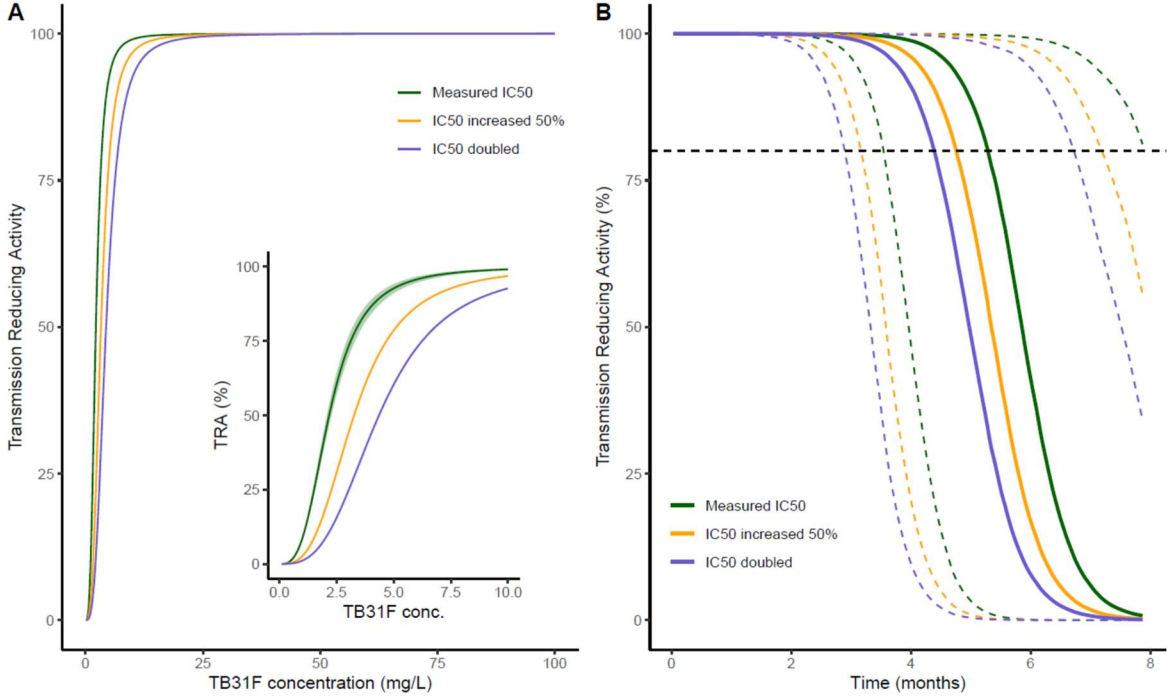 A
100
75
50
25
0
Transmission Reducing Activity
Measured IC50
IC50 increased 50%
IC50 doubled
100
75
50
25
0
TRA (%)
0.0 2.5 5.0 7.5 10.0
TB31F conc.
0 25 50 75 100
TB31F concentration (mg/L)
B
100
75
50
25
0
Transmission Reducing Activity (%)
Measured IC50
IC50 increased 50%
IC50 doubled
0 2 4 6 8
Time (months)